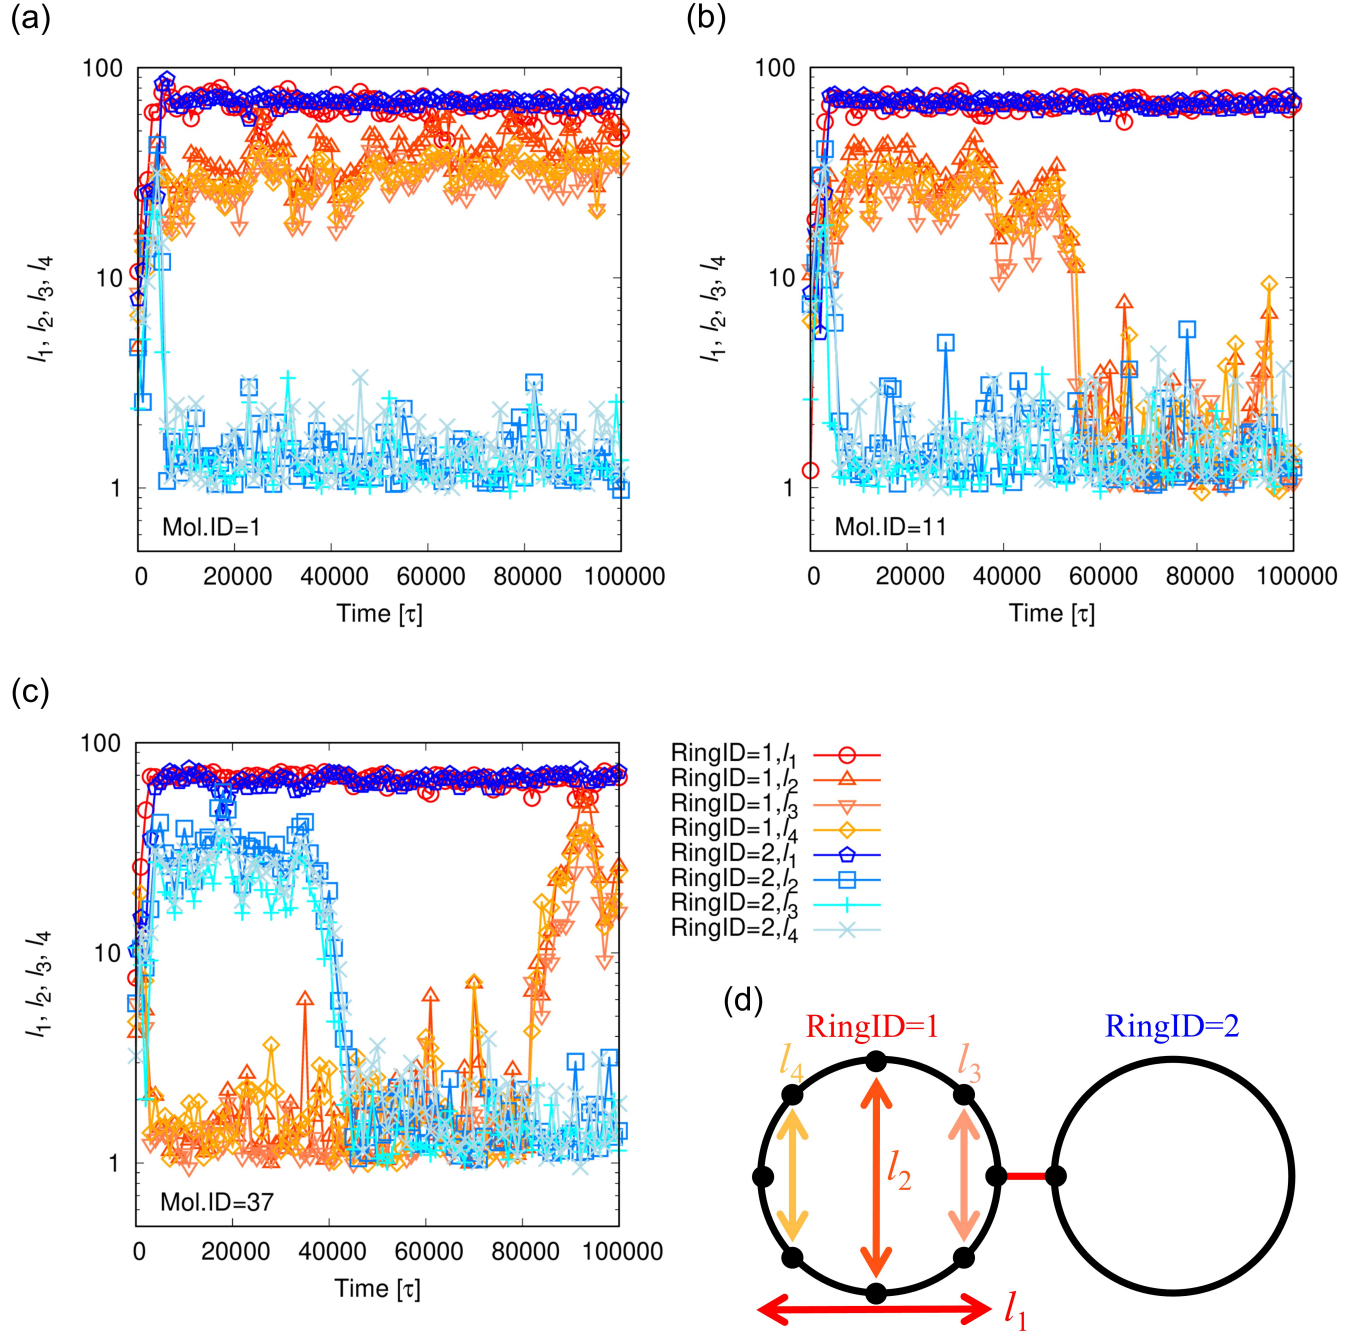 (a)
100
10
1
l1, l2, l3, l4
Mol.ID=1
0 20000 40000 60000 80000 100000
Time [τ]
(b)
100
10
1
l1, l2, l3, l4
Mol.ID=11
0 20000 40000 60000 80000 100000
Time [τ]
(c)
100
10
1
l1, l2, l3, l4
Mol.ID=37
0 20000 40000 60000 80000 100000
Time [τ]
RingID=1,l1
RingID=1,l2
RingID=1,l3
RingID=1,l4
RingID=2,l1
RingID=2,l2
RingID=2,l3
RingID=2,l4
(d)
RingID=1 RingID=2
l4 l3
l2
l1